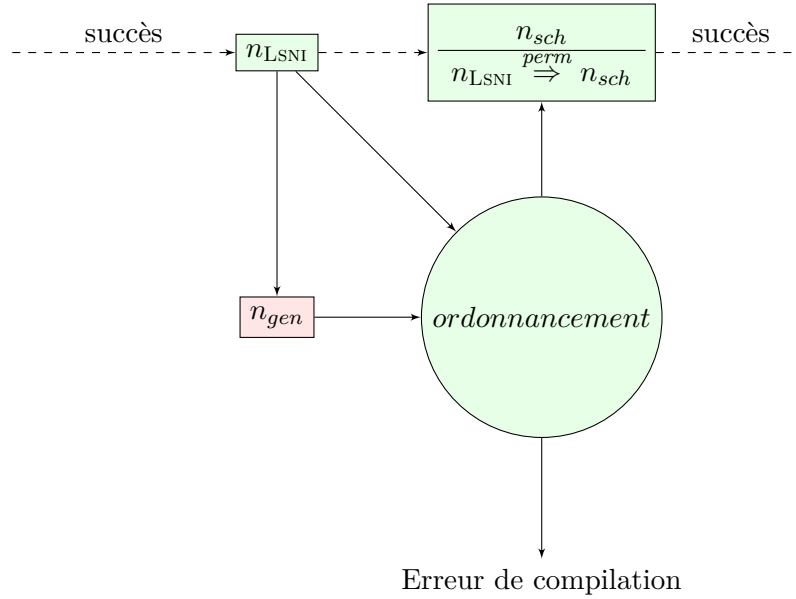 succès
n_LSNI
n_sch
succès
n_LSNI perm ⇒ n_sch
n_gen
ordonnancement
Erreur de compilation